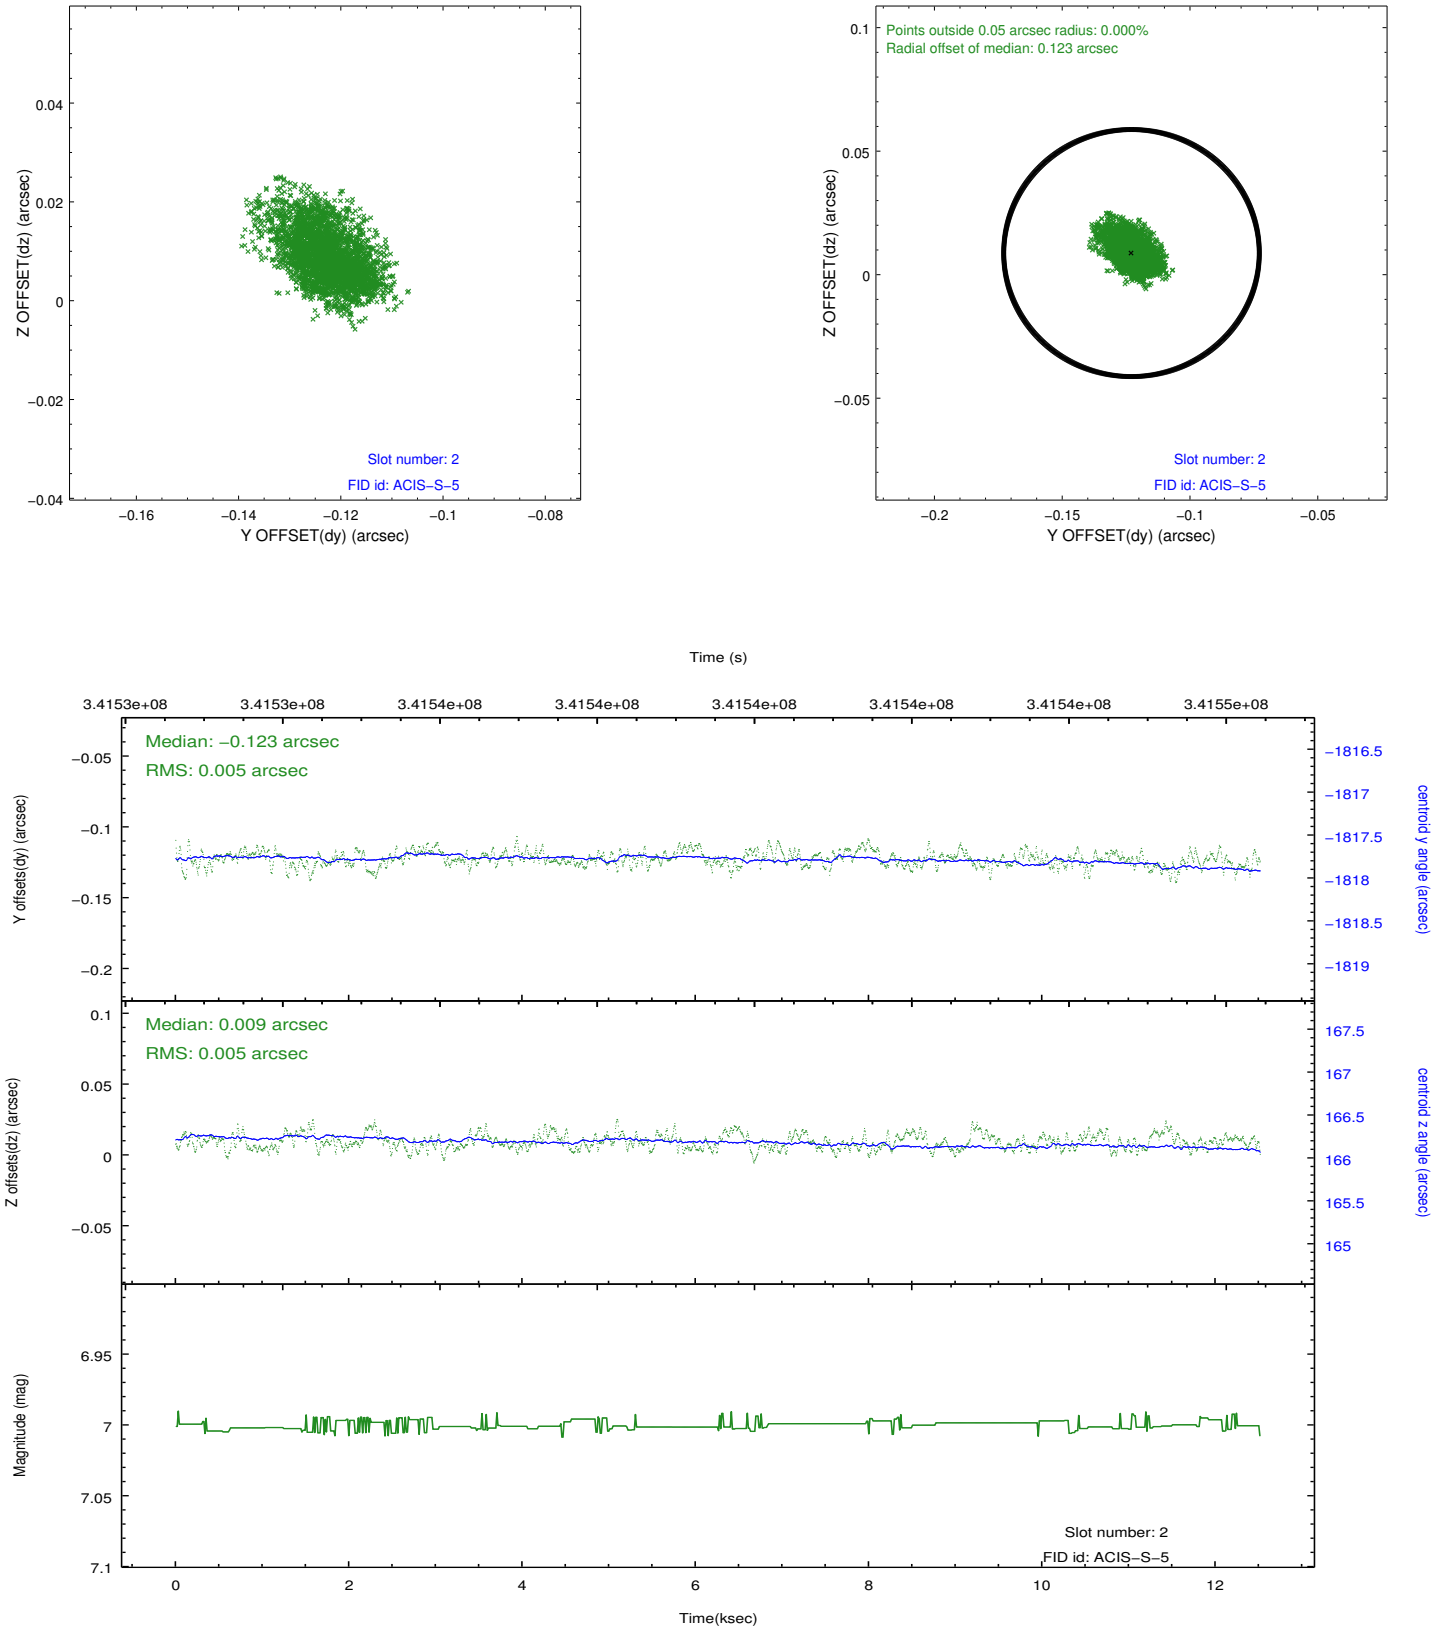 0.04
0.02
0
−0.02
−0.04
Z OFFSET(dz) (arcsec)
Slot number: 2
FID id: ACIS−S−5
−0.16
−0.14
−0.12
−0.1
−0.08
Y OFFSET(dy) (arcsec)
Points outside 0.05 arcsec radius: 0.000%
Radial offset of median: 0.123 arcsec
0.1
0.05
0
−0.05
Z OFFSET(dz) (arcsec)
Slot number: 2
FID id: ACIS−S−5
−0.2
−0.15
−0.1
−0.05
Y OFFSET(dy) (arcsec)
Time (s)
3.4153e+08
3.4153e+08
3.4154e+08
3.4154e+08
3.4154e+08
3.4154e+08
3.4154e+08
3.4155e+08
Median: −0.123 arcsec
RMS: 0.005 arcsec
−0.05
−0.1
−0.15
−0.2
Y offsets(dy) (arcsec)
−1816.5
−1817
−1817.5
−1818
−1818.5
−1819
centroid y angle (arcsec)
Median: 0.009 arcsec
RMS: 0.005 arcsec
0.1
0.05
0
−0.05
Z offsets(dz) (arcsec)
167.5
167
166.5
166
165.5
165
centroid z angle (arcsec)
6.95
7
7.05
7.1
Magnitude (mag)
Slot number: 2
FID id: ACIS−S−5
0
2
4
6
8
10
12
Time(ksec)